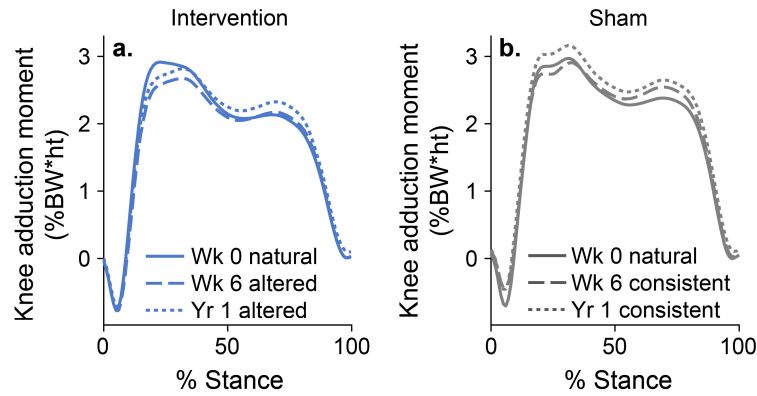 Intervention
a.
Knee adduction moment
(%BW*ht)
3
2
1
0
Wk 0 natural
Wk 6 altered
Yr 1 altered
0
50
100
% Stance
Sham
b.
Knee adduction moment
(%BW*ht)
3
2
1
0
Wk 0 natural
Wk 6 consistent
Yr 1 consistent
0
50
100
% Stance